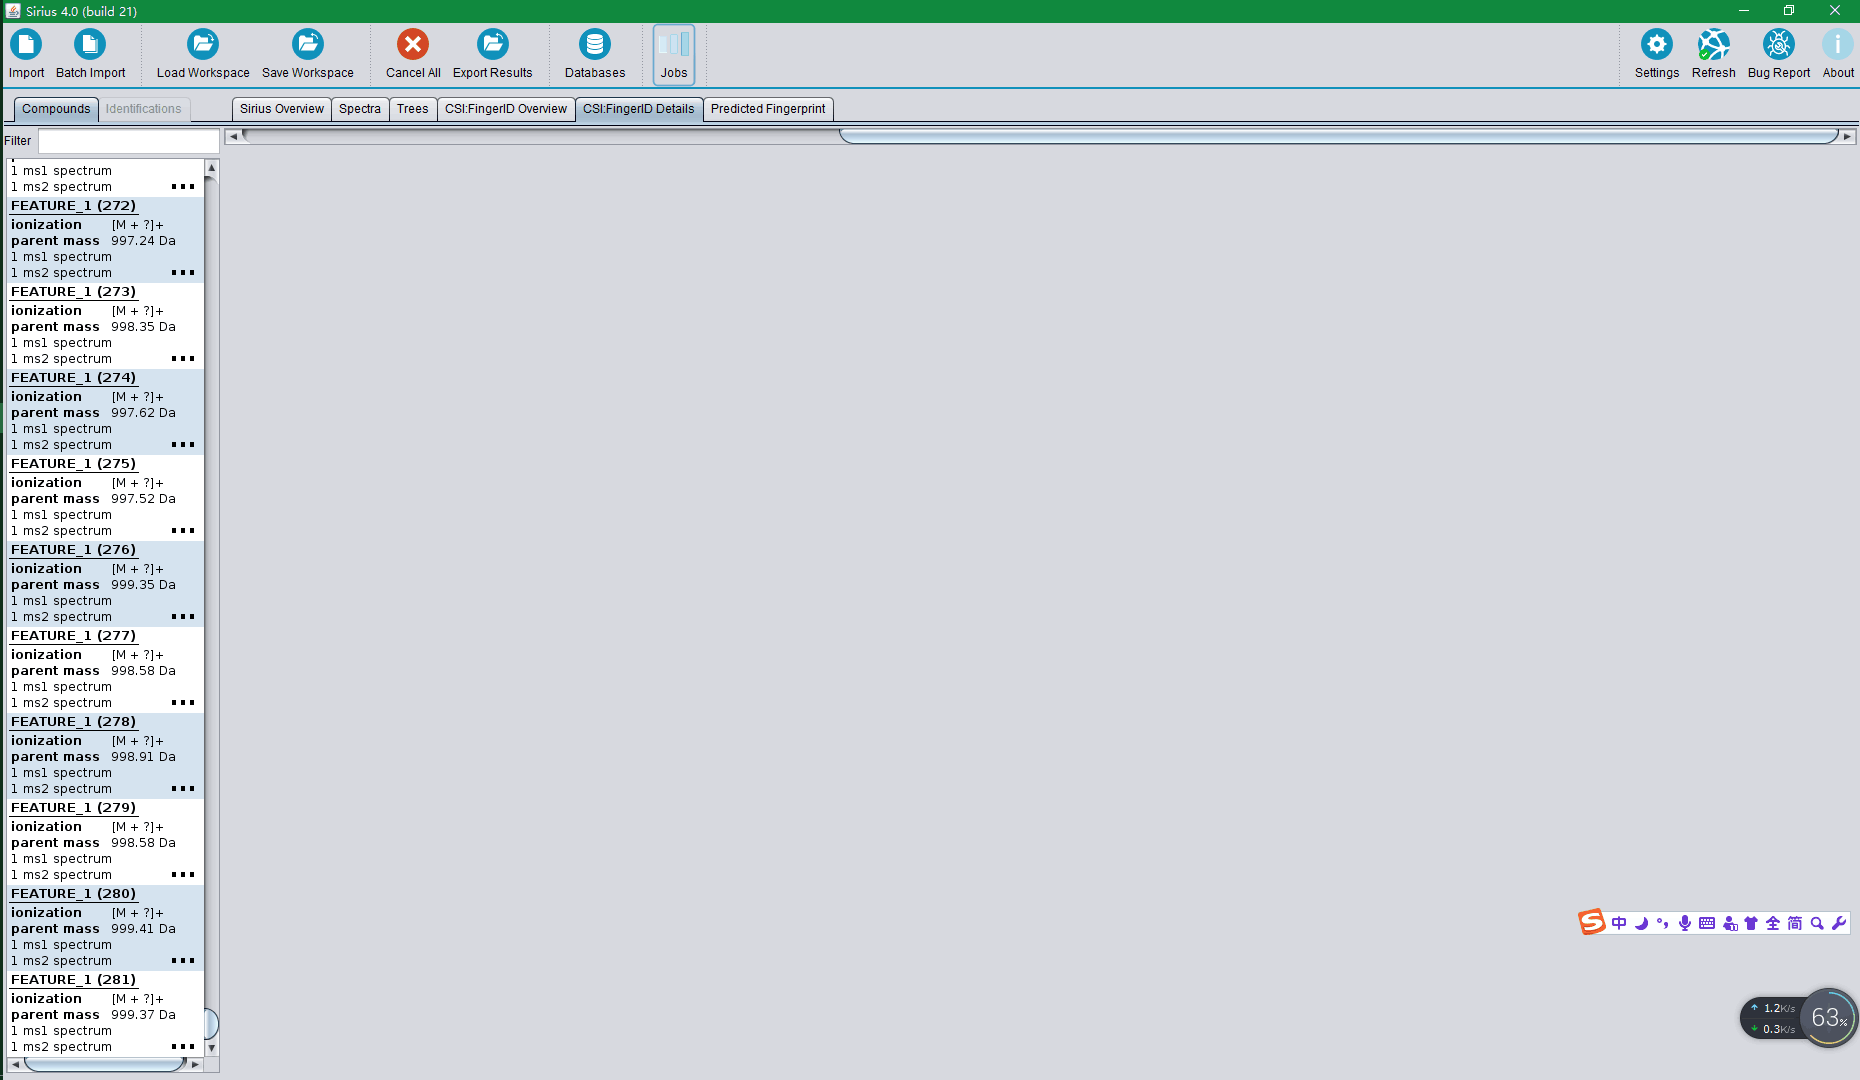 Sirius 4.0 (build 21)
Import
Batch Import
Load Workspace
Save Workspace
Cancel All
Export Results
Databases
Jobs
Settings
Refresh
Bug Report
About
Compounds
Identifications
Sirius Overview
Spectra
Trees
CSI:FingerID Overview
CSI:FingerID Details
Predicted Fingerprint
Filter
1 ms1 spectrum
1 ms2 spectrum
FEATURE_1 (272)
ionization [M + ?]+
parent mass 997.24 Da
1 ms1 spectrum
1 ms2 spectrum
FEATURE_1 (273)
ionization [M + ?]+
parent mass 998.35 Da
1 ms1 spectrum
1 ms2 spectrum
FEATURE_1 (274)
ionization [M + ?]+
parent mass 997.62 Da
1 ms1 spectrum
1 ms2 spectrum
FEATURE_1 (275)
ionization [M + ?]+
parent mass 997.52 Da
1 ms1 spectrum
1 ms2 spectrum
FEATURE_1 (276)
ionization [M + ?]+
parent mass 999.35 Da
1 ms1 spectrum
1 ms2 spectrum
FEATURE_1 (277)
ionization [M + ?]+
parent mass 998.58 Da
1 ms1 spectrum
1 ms2 spectrum
FEATURE_1 (278)
ionization [M + ?]+
parent mass 998.91 Da
1 ms1 spectrum
1 ms2 spectrum
FEATURE_1 (279)
ionization [M + ?]+
parent mass 998.58 Da
1 ms1 spectrum
1 ms2 spectrum
FEATURE_1 (280)
ionization [M + ?]+
parent mass 999.41 Da
1 ms1 spectrum
1 ms2 spectrum
FEATURE_1 (281)
ionization [M + ?]+
parent mass 999.37 Da
1 ms1 spectrum
1 ms2 spectrum
S 中 全 简
1.2K/s
0.3K/s
63%